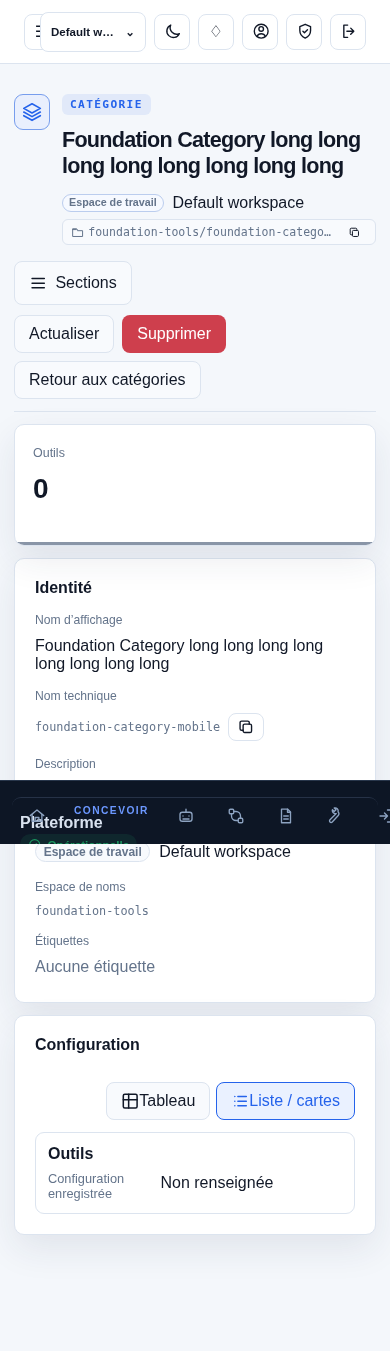 Default w...
CATÉGORIE
Foundation Category long long
long long long long long long
Espace de travail Default workspace
foundation-tools/foundation-catego…
Sections
Actualiser
Supprimer
Retour aux catégories
Outils
0
Identité
Nom d’affichage
Foundation Category long long long
long long long long
Nom technique
foundation-category-mobile
Description
CONCEVOIR
Plateforme
Opérationnelle
Espace de travail Default workspace
Espace de noms
foundation-tools
Étiquettes
Aucune étiquette
Configuration
Tableau
Liste / cartes
Outils
Configuration
enregistrée
Non renseignée